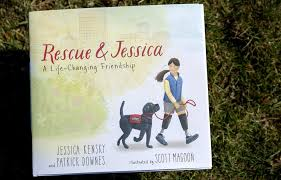 Rescue & Jessica
A Life-Changing Friendship
JESSICA KENSKY
and PATRICK DOWNES
illustrated by SCOTT MAGOON